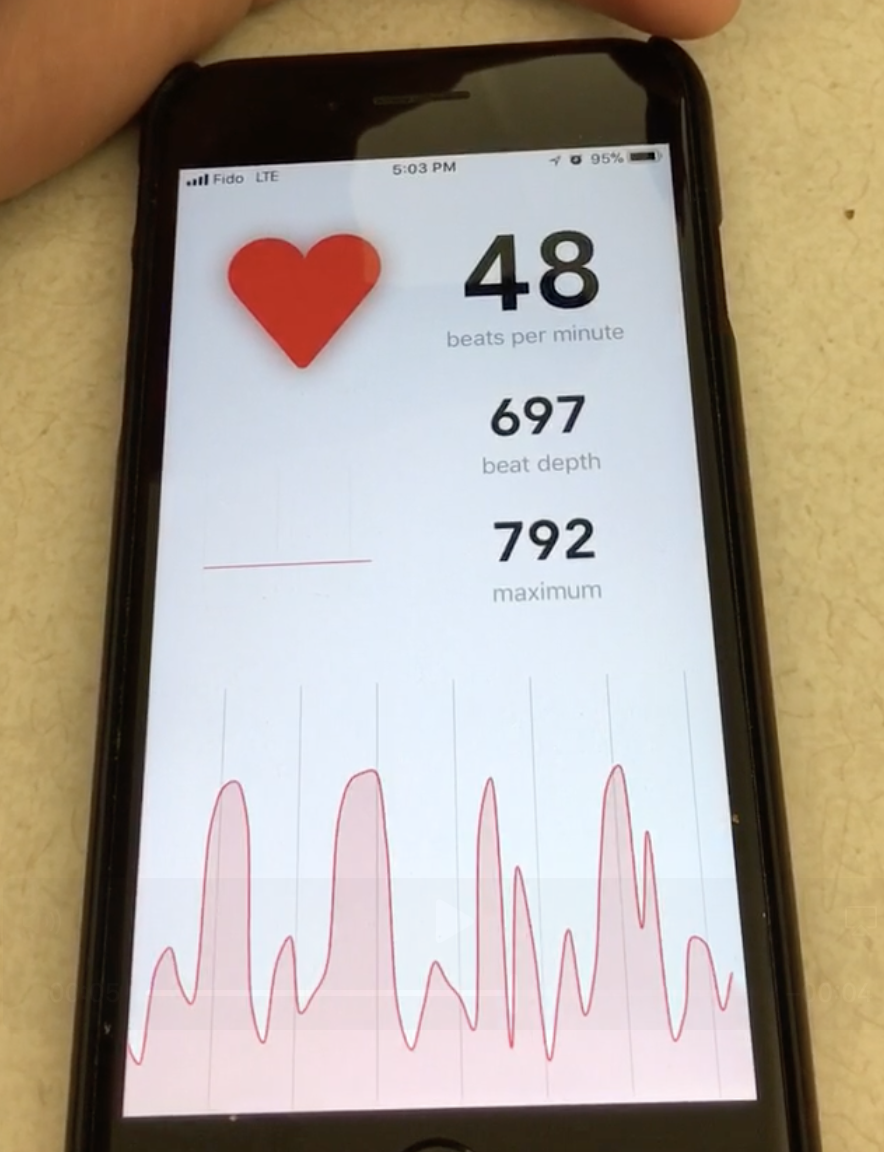 Fido LTE 5:03 PM 95%
48
beats per minute
697
beat depth
792
maximum